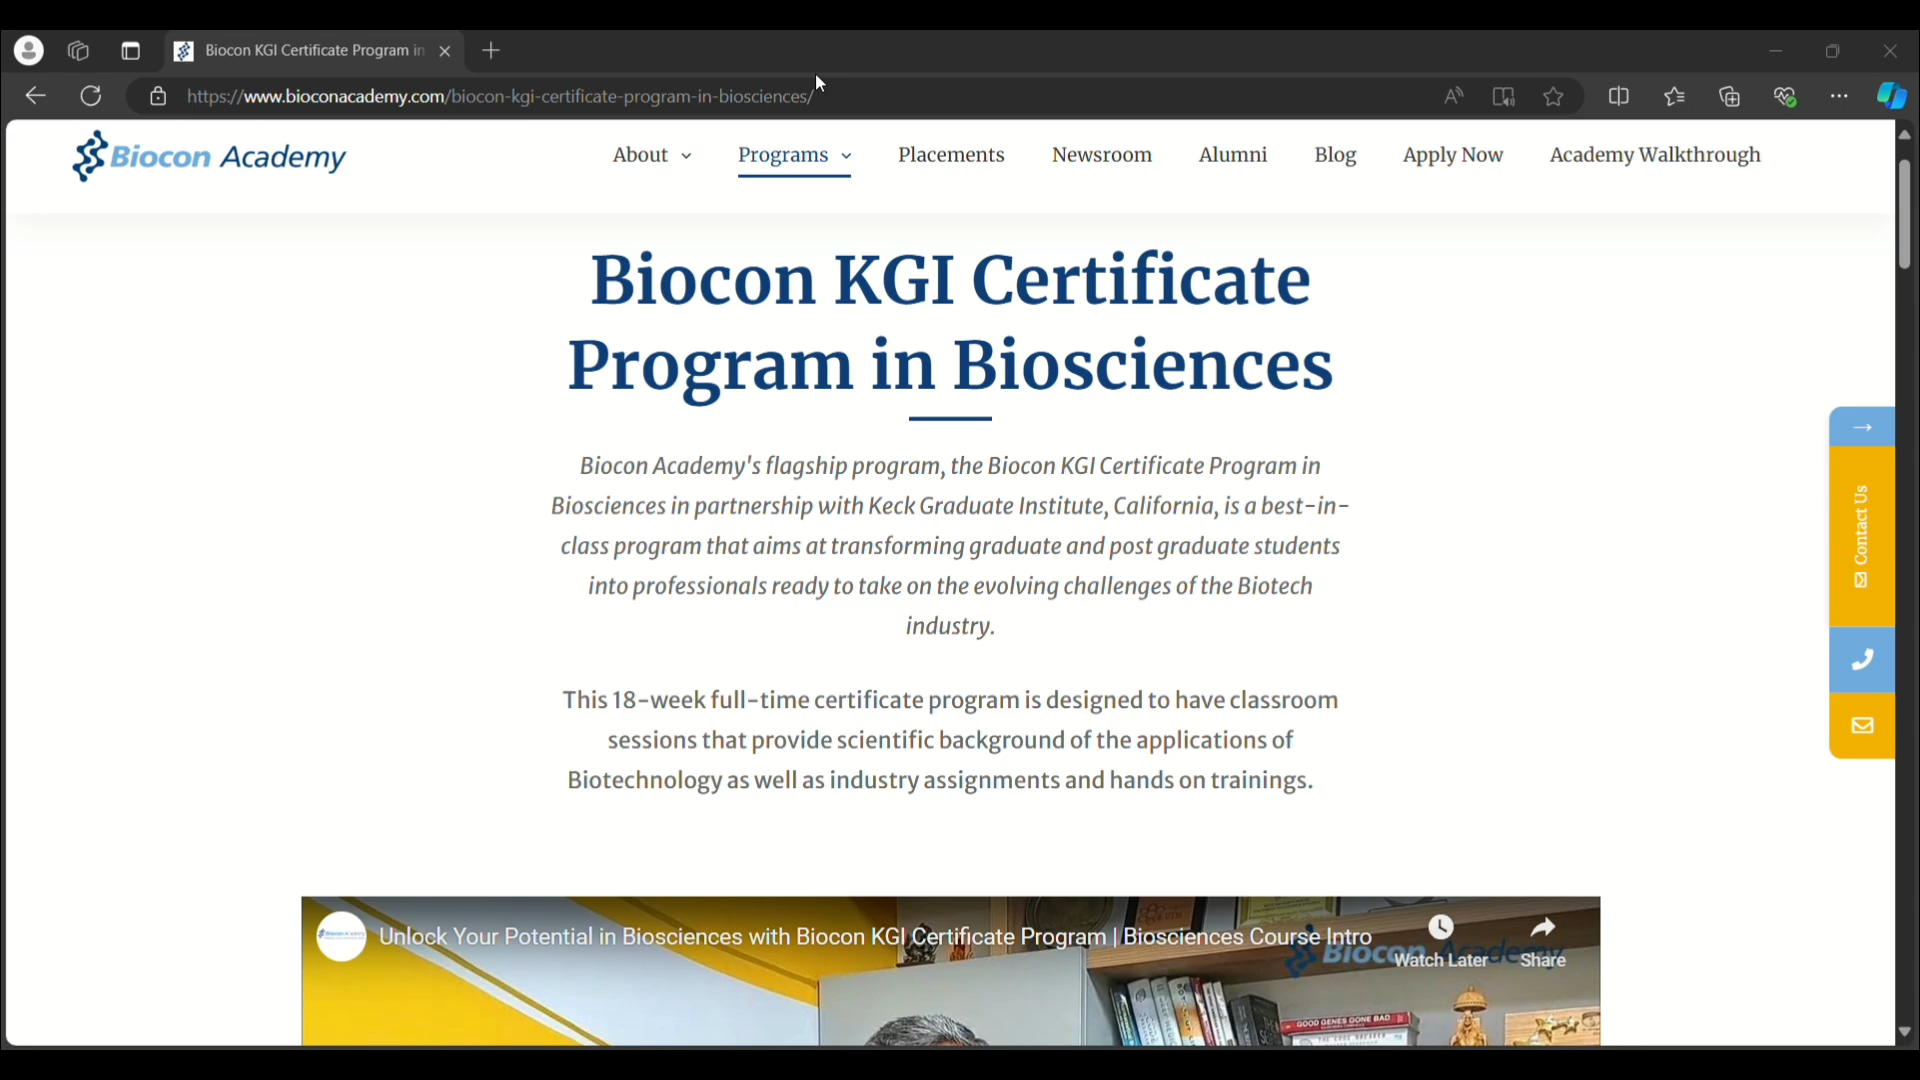 Biocon KGI Certificate Program in
https://www.bioconacademy.com/biocon-kgi-certificate-program-in-biosciences/
Biocon Academy
About
Programs
Placements
Newsroom
Alumni
Blog
Apply Now
Academy Walkthrough
Biocon KGI Certificate
Program in Biosciences
Biocon Academy's flagship program, the Biocon KGI Certificate Program in
Biosciences in partnership with Keck Graduate Institute, California, is a best-in-
class program that aims at transforming graduate and post graduate students
into professionals ready to take on the evolving challenges of the Biotech
industry.
This 18-week full-time certificate program is designed to have classroom
sessions that provide scientific background of the applications of
Biotechnology as well as industry assignments and hands on trainings.
Contact Us
Unlock Your Potential in Biosciences with Biocon KGI Certificate Program | Biosciences Course Intro
Watch Later
Share
GOOD GENES GONE BAD